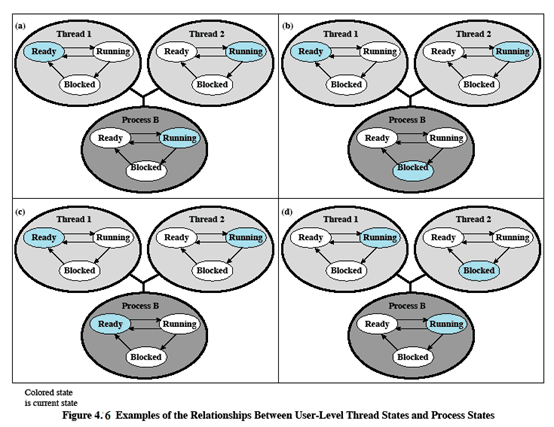 (a)
Thread 1
Ready
Running
Blocked
Thread 2
Ready
Running
Blocked
Process B
Ready
Running
Blocked
(b)
Thread 1
Ready
Running
Blocked
Thread 2
Ready
Running
Blocked
Process B
Ready
Running
Blocked
(c)
Thread 1
Ready
Running
Blocked
Thread 2
Ready
Running
Blocked
Process B
Ready
Running
Blocked
(d)
Thread 1
Ready
Running
Blocked
Thread 2
Ready
Running
Blocked
Process B
Ready
Running
Blocked
Colored state
is current state
Figure 4. 6 Examples of the Relationships Between User-Level Thread States and Process States